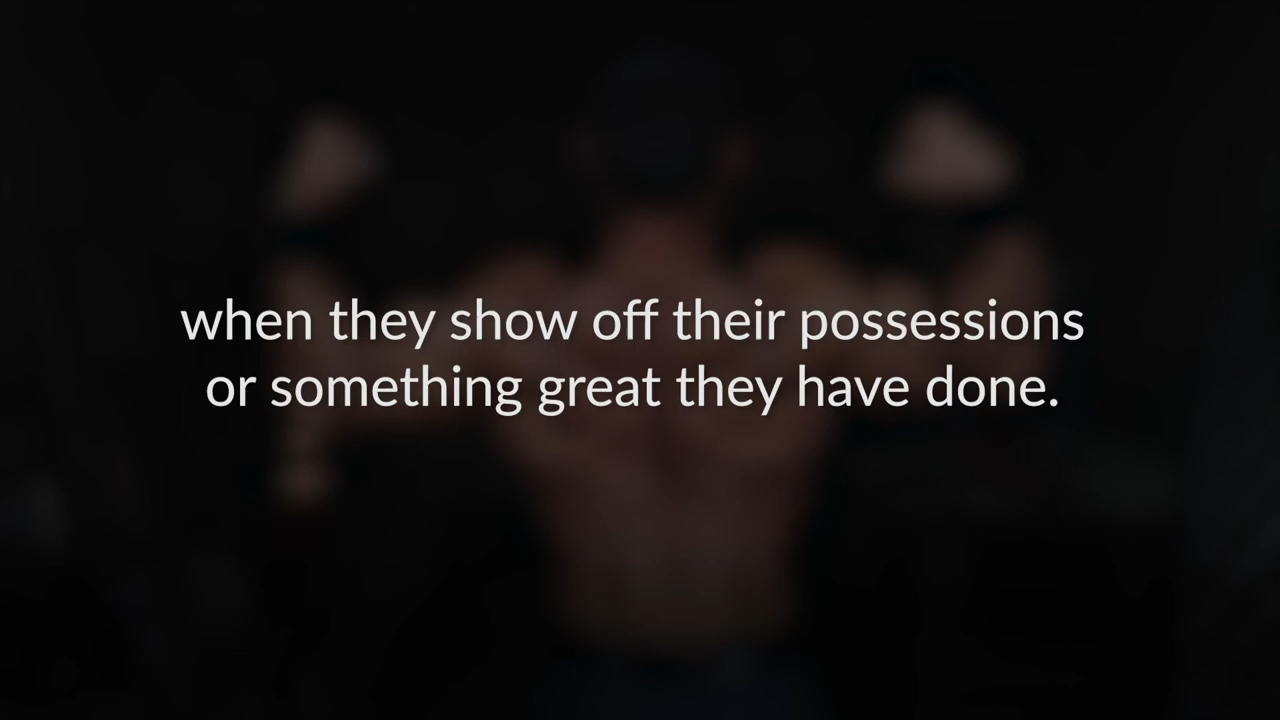 when they show off their possessions
or something great they have done.